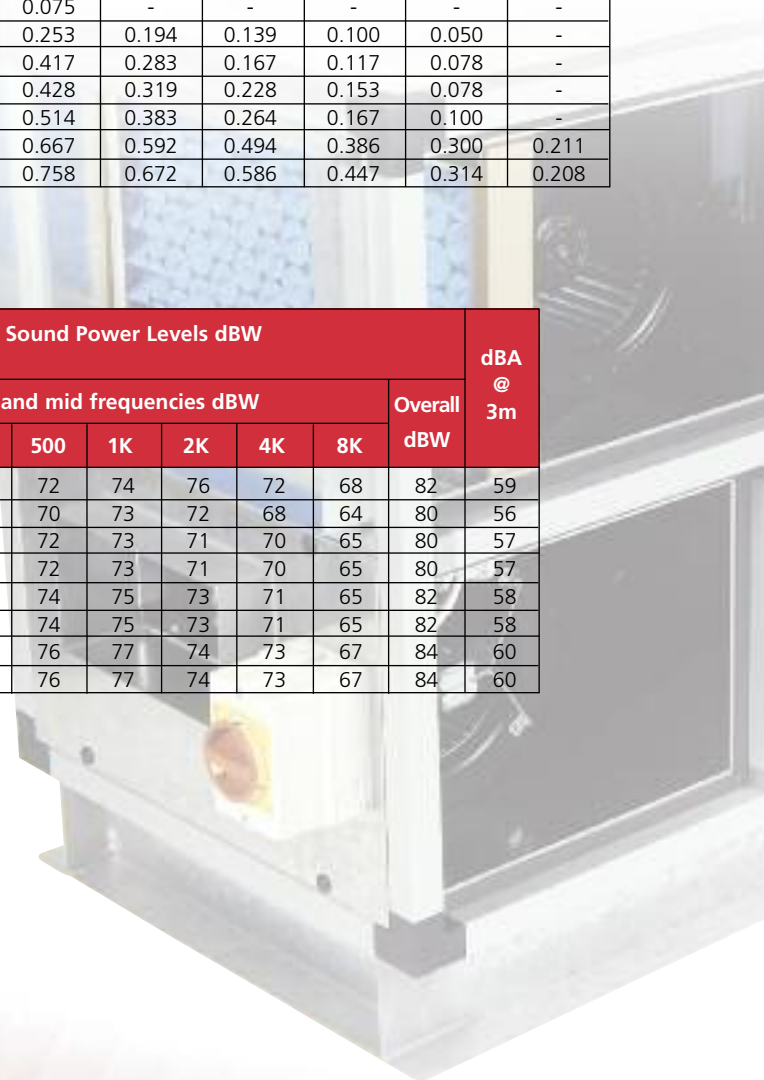 0.075 - - - - -
0.253 0.194 0.139 0.100 0.050 -
0.417 0.283 0.167 0.117 0.078 -
0.428 0.319 0.228 0.153 0.078 -
0.514 0.383 0.264 0.167 0.100 -
0.667 0.592 0.494 0.386 0.300 0.211
0.758 0.672 0.586 0.447 0.314 0.208
Sound Power Levels dBW
dBA
@
3m
and mid frequencies dBW
Overall
dBW
500 1K 2K 4K 8K
72 74 76 72 68 82 59
70 73 72 68 64 80 56
72 73 71 70 65 80 57
72 73 71 70 65 80 57
74 75 73 71 65 82 58
74 75 73 71 65 82 58
76 77 74 73 67 84 60
76 77 74 73 67 84 60